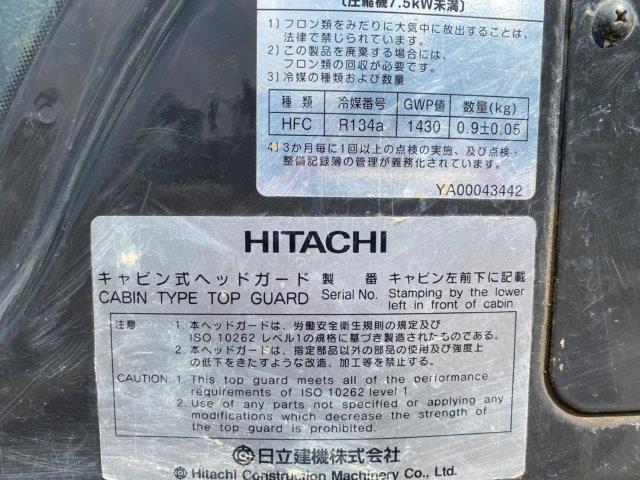 (圧縮機7.5kW未満)
1) フロン類をみだりに大気中に放出することは、
法律で禁じられています。
2) この製品を廃棄する場合には、
フロン類の回収が必要です。
3) 冷媒の種類および数量
種類 冷媒番号 GWP値 数量(kg)
HFC R134a 1430 0.9±0.05
4) 3か月毎に1回以上の点検の実施、及び点検・
整備記録簿の管理が義務化されています。
YA00043442
HITACHI
キャビン式ヘッドガード 製 番 キャビン左前下に記載
CABIN TYPE TOP GUARD Serial No. Stamping by the lower
left in front of cabin
注意 1. 本ヘッドガードは、労働安全衛生規則の規定及び
ISO 10262 レベル1の規格に基づき製造されたものである。
2. 本ヘッドガードは、指定部品以外の部品の使用及び強度上
の低下をきたすような改造、加工等を禁止する。
CAUTION: 1. This top guard meets all of the performance
requirements of ISO 10262 level 1.
2. Use of any parts not specified or applying any
modifications which decrease the strength of
the top guard is prohibited.
日立建機株式会社
Hitachi Construction Machinery Co., Ltd.